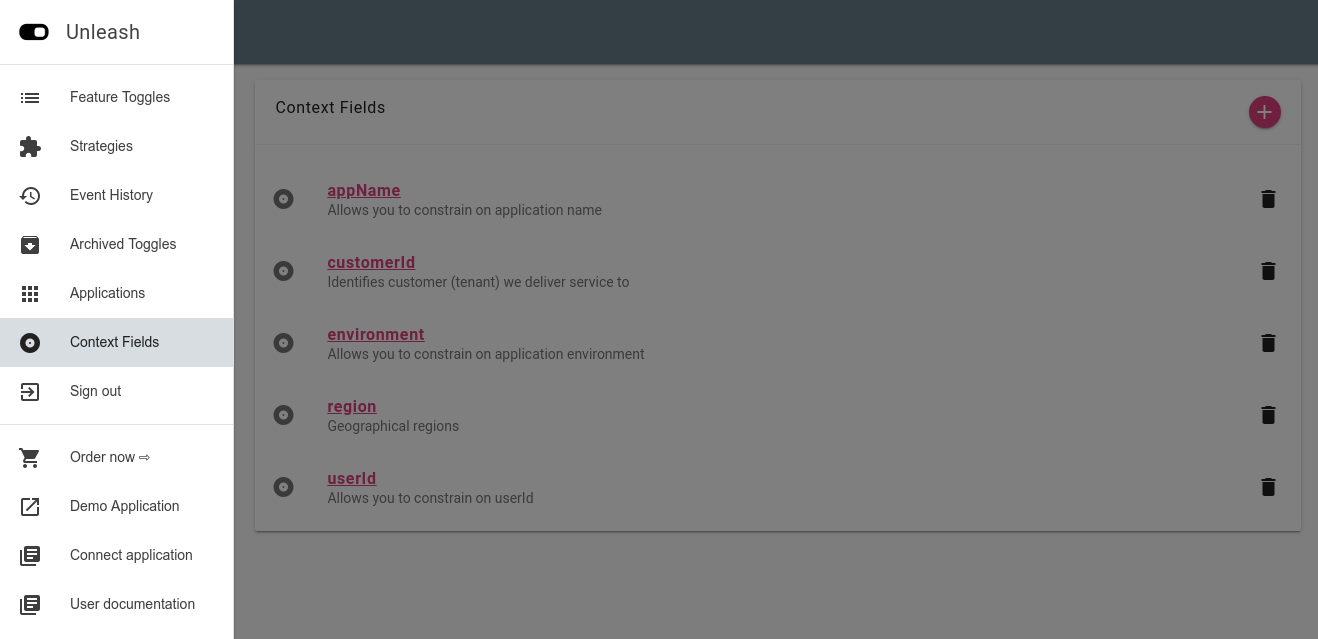 Unleash
Feature Toggles
Strategies
Event History
Archived Toggles
Applications
Context Fields
Sign out
Order now ⇨
Demo Application
Connect application
User documentation
Context Fields
appName
Allows you to constrain on application name
customerId
Identifies customer (tenant) we deliver service to
environment
Allows you to constrain on application environment
region
Geographical regions
userId
Allows you to constrain on userId